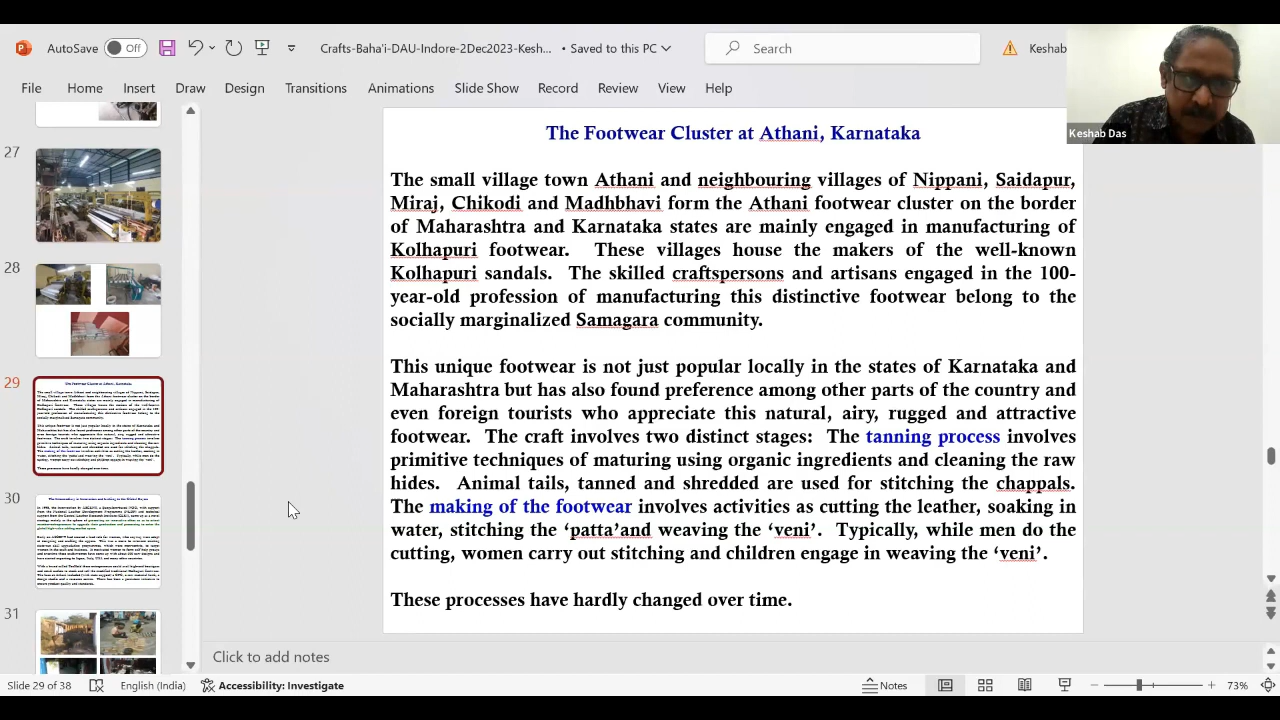 AutoSave Off Crafts-Baha'i-DAU-Indore-2Dec2023-Kesh... • Saved to this PC Search Keshab
File Home Insert Draw Design Transitions Animations Slide Show Record Review View Help
Keshab Das
27
28
29
30
31
The Footwear Cluster at Athani, Karnataka
The small village town Athani and neighbouring villages of Nippani, Saidapur,
Miraj, Chikodi and Madhbhavi form the Athani footwear cluster on the border
of Maharashtra and Karnataka states are mainly engaged in manufacturing of
Kolhapuri footwear. These villages house the makers of the well-known
Kolhapuri sandals. The skilled craftspersons and artisans engaged in the 100-
year-old profession of manufacturing this distinctive footwear belong to the
socially marginalized Samagara community.
This unique footwear is not just popular locally in the states of Karnataka and
Maharashtra but has also found preference among other parts of the country and
even foreign tourists who appreciate this natural, airy, rugged and attractive
footwear. The craft involves two distinct stages: The tanning process involves
primitive techniques of maturing using organic ingredients and cleaning the raw
hides. Animal tails, tanned and shredded are used for stitching the chappals.
The making of the footwear involves activities as cutting the leather, soaking in
water, stitching the ‘patta’and weaving the ‘veni’. Typically, while men do the
cutting, women carry out stitching and children engage in weaving the ‘veni’.
These processes have hardly changed over time.
Click to add notes
Slide 29 of 38 English (India) Accessibility: Investigate Notes 73%